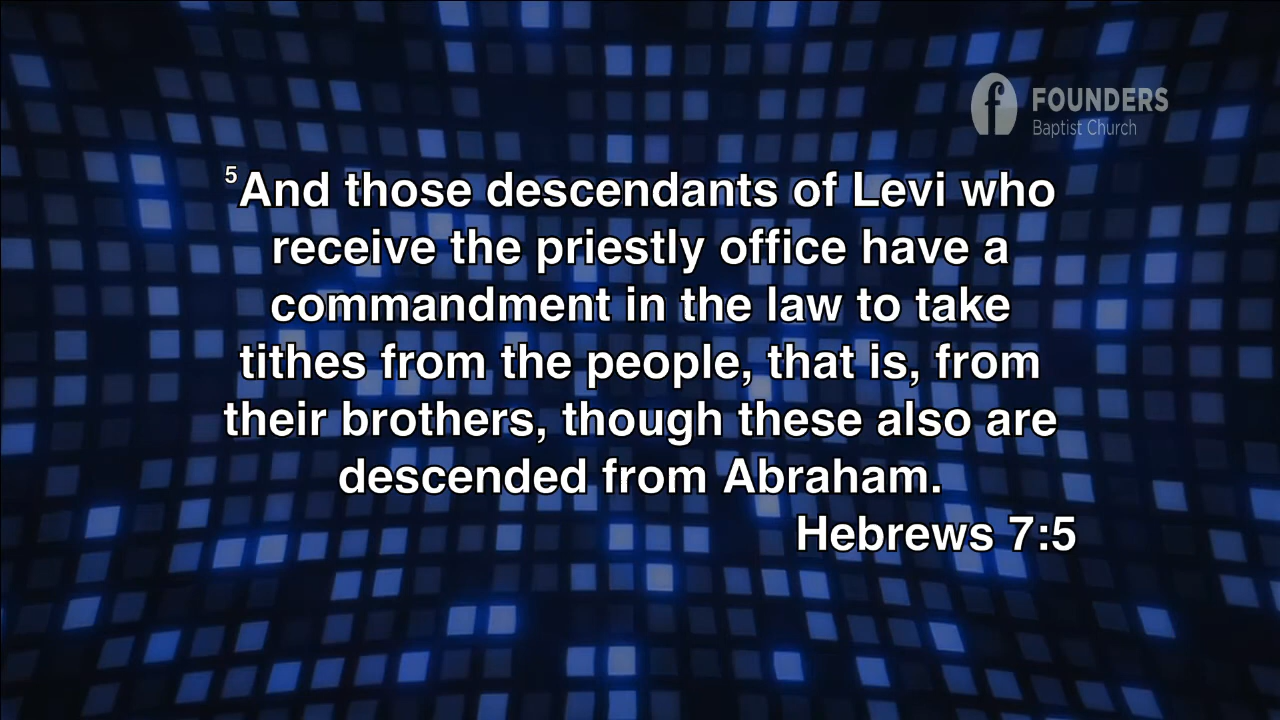 FOUNDERS
Baptist Church
5And those descendants of Levi who
receive the priestly office have a
commandment in the law to take
tithes from the people, that is, from
their brothers, though these also are
descended from Abraham.
Hebrews 7:5